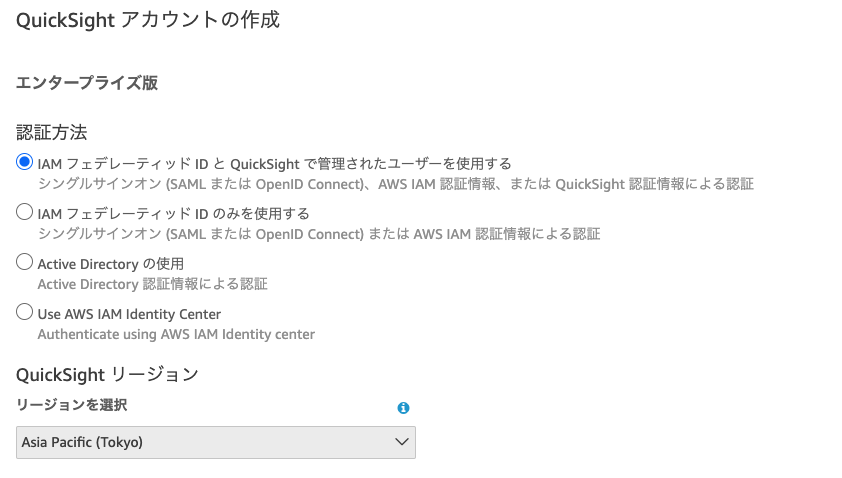 QuickSight アカウントの作成
エンタープライズ版
認証方法
IAM フェデレーティッド ID と QuickSight で管理されたユーザーを使用する
シングルサインオン (SAML または OpenID Connect)、AWS IAM 認証情報、または QuickSight 認証情報による認証
IAM フェデレーティッド ID のみを使用する
シングルサインオン (SAML または OpenID Connect) または AWS IAM 認証情報による認証
Active Directory の使用
Active Directory 認証情報による認証
Use AWS IAM Identity Center
Authenticate using AWS IAM Identity center
QuickSight リージョン
リージョンを選択
Asia Pacific (Tokyo)